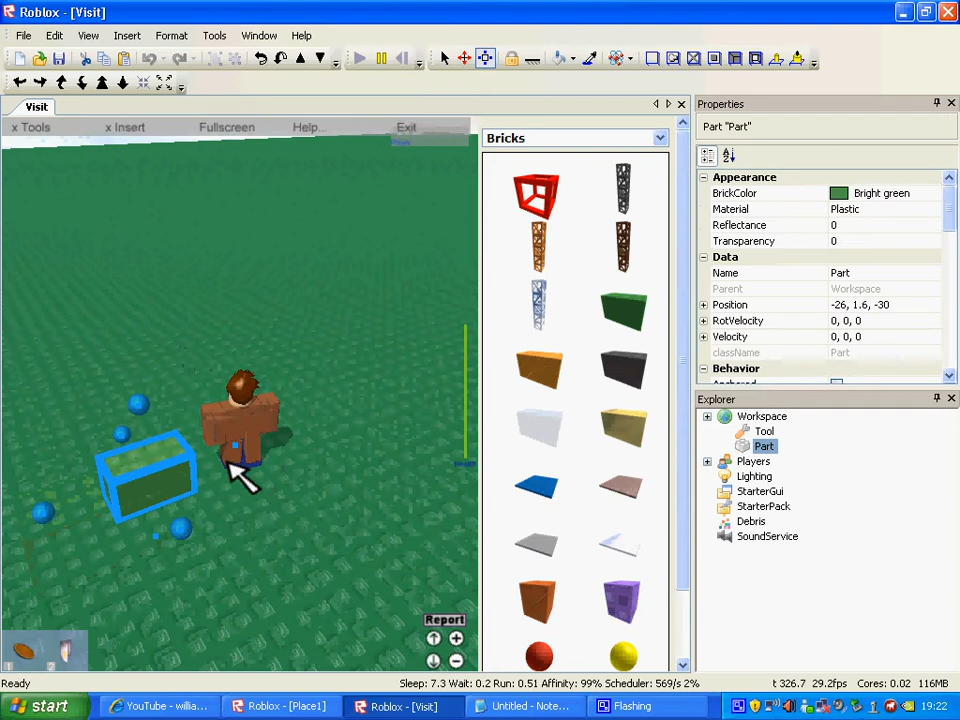 Roblox - [Visit]
File Edit View Insert Format Tools Window Help
Visit
x Tools x Insert Fullscreen Help... Exit
Bricks
Report
1 2
Properties
Part "Part"
Appearance
BrickColor Bright green
Material Plastic
Reflectance 0
Transparency 0
Data
Name Part
Parent Workspace
Position -26, 1.6, -30
RotVelocity 0, 0, 0
Velocity 0, 0, 0
className Part
Behavior
Explorer
Workspace
Tool
Part
Players
Lighting
StarterGui
StarterPack
Debris
SoundService
Ready
Sleep: 7.3 Wait: 0.2 Run: 0.51 Affinity: 99% Scheduler: 569/s 2%
t 326.7 29.2fps Cores: 0.02 116MB
start
YouTube - willia...
Roblox - [Place1]
Roblox - [Visit]
Untitled - Note...
Flashing
19:22